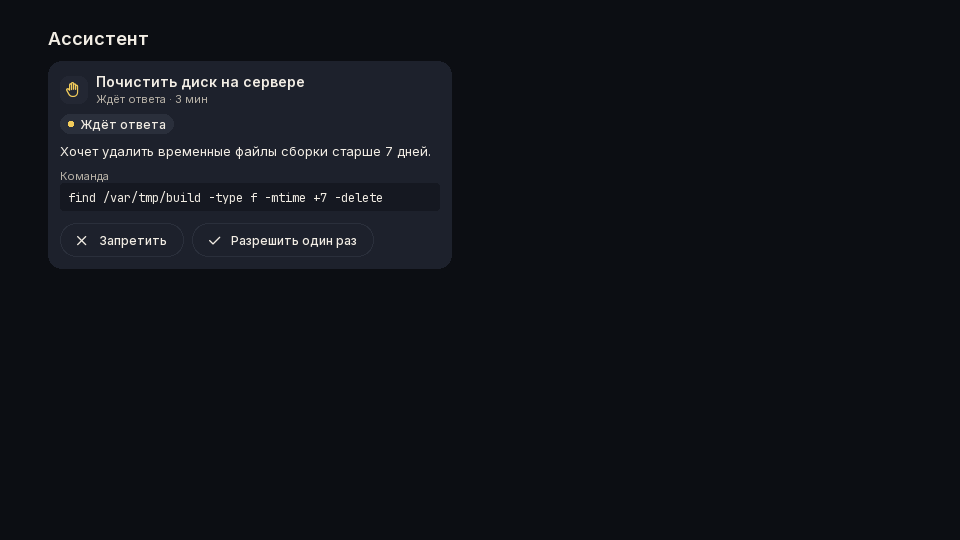 Ассистент
Почистить диск на сервере
Ждёт ответа · 3 мин
Ждёт ответа
Хочет удалить временные файлы сборки старше 7 дней.
Команда
find /var/tmp/build -type f -mtime +7 -delete
Запретить
Разрешить один раз